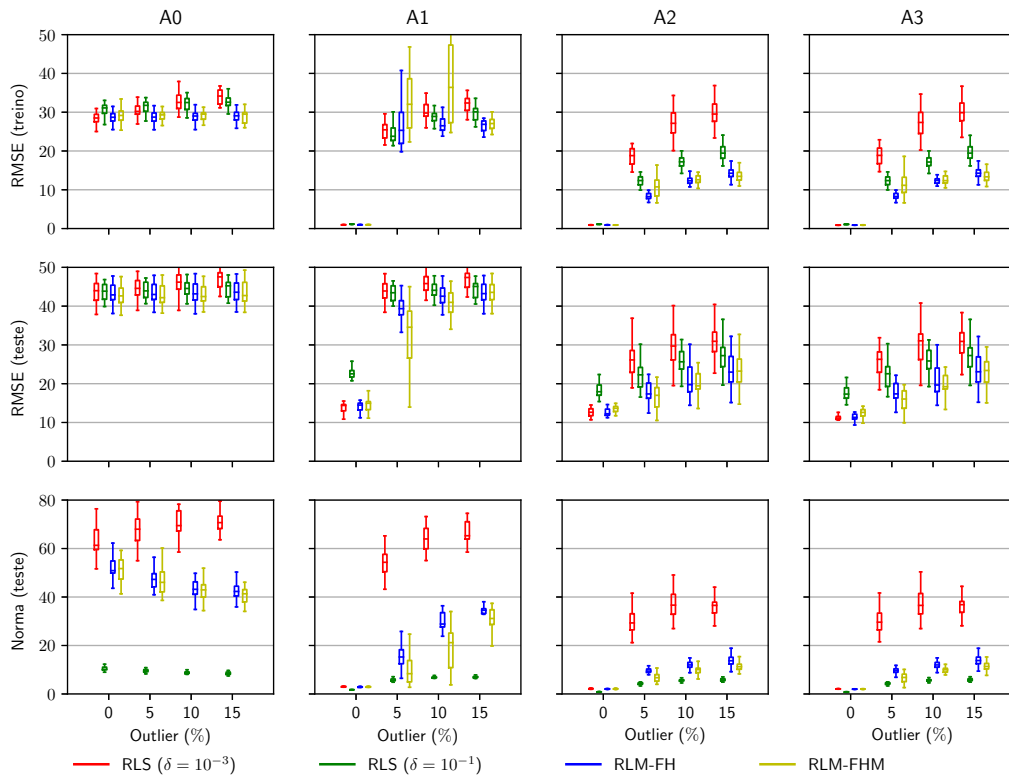 A0 A1 A2 A3
RMSE (treino)
50
40
30
20
10
0
RMSE (teste)
50
40
30
20
10
0
Norma (teste)
80
60
40
20
0
0 5 10 15 0 5 10 15 0 5 10 15 0 5 10 15
Outlier (%) Outlier (%) Outlier (%) Outlier (%)
RLS (δ = 10⁻³) RLS (δ = 10⁻¹) RLM-FH RLM-FHM